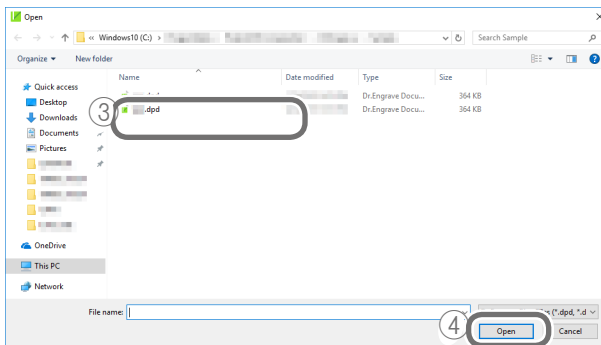 Open
« Windows10 (C:) ›
Search Sample
Organize
New folder
Name
Date modified
Type
Size
Quick access
Desktop
Downloads
Documents
Pictures
OneDrive
This PC
Network
.dpd
Dr.Engrave Docu...
364 KB
③
.dpd
Dr.Engrave Docu...
364 KB
File name:
(*.dpd, *.d
④
Open
Cancel